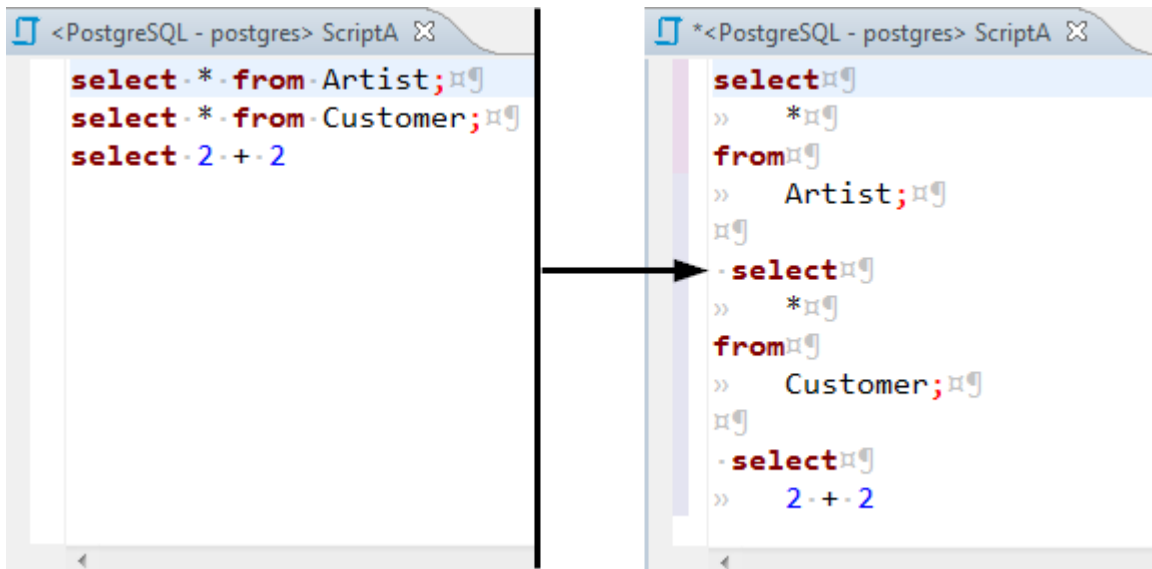 <PostgreSQL - postgres> ScriptA
select·*·from·Artist;¤¶
select·*·from·Customer;¤¶
select·2·+·2
*<PostgreSQL - postgres> ScriptA
select¤¶
»	*¤¶
from¤¶
»	Artist;¤¶
¤¶
·select¤¶
»	*¤¶
from¤¶
»	Customer;¤¶
¤¶
·select¤¶
»	2·+·2